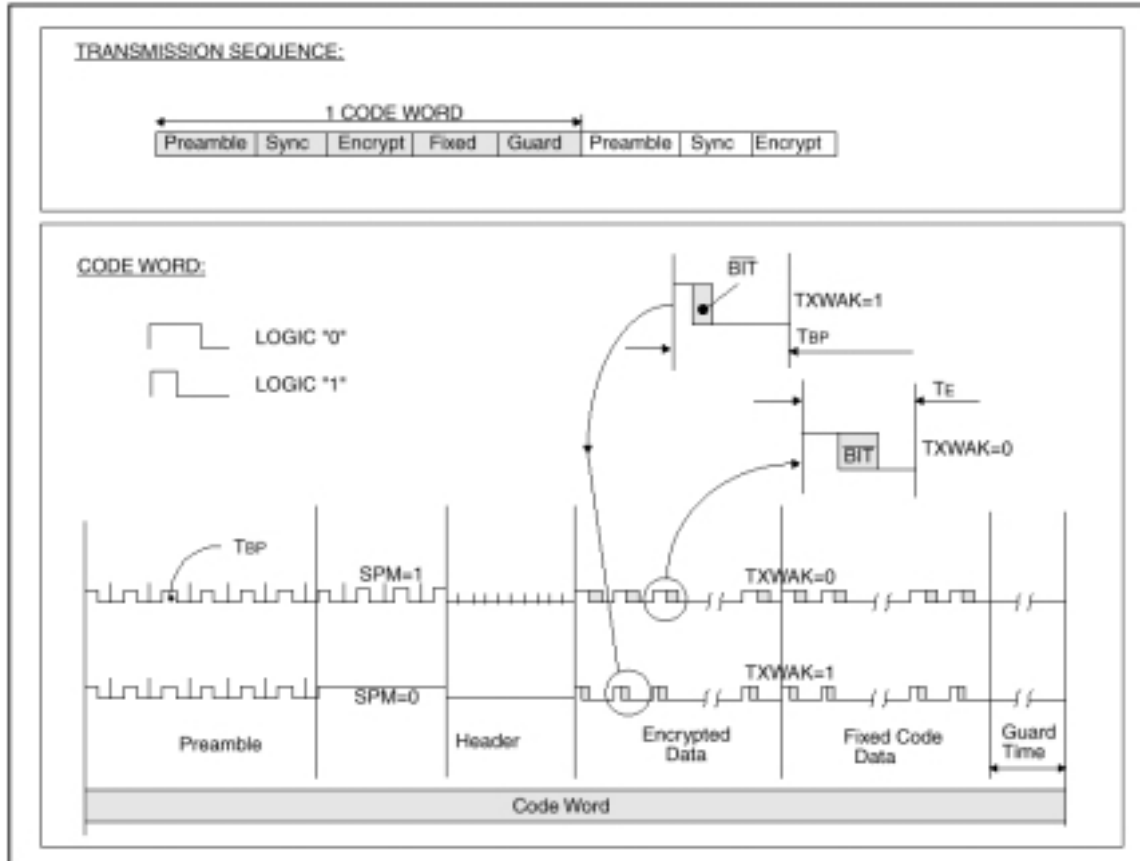 TRANSMISSION SEQUENCE:
1 CODE WORD
Preamble Sync Encrypt Fixed Guard Preamble Sync Encrypt
CODE WORD:
LOGIC "0"
LOGIC "1"
BIT
TXWAK=1
TBP
TE
BIT
TXWAK=0
TBP
SPM=1
TXWAK=0
SPM=0
TXWAK=1
Preamble
Header
Encrypted
Data
Fixed Code
Data
Guard
Time
Code Word